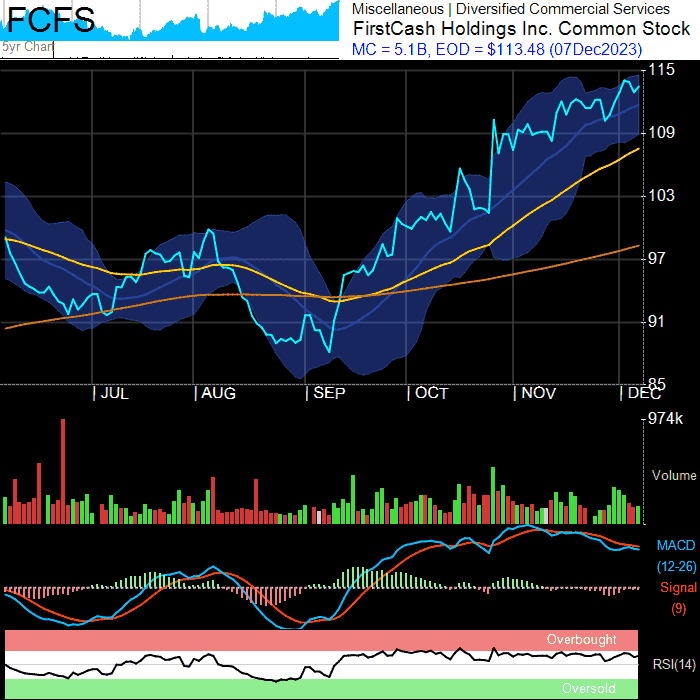 FCFS
5yr Chart
Miscellaneous | Diversified Commercial Services
FirstCash Holdings Inc. Common Stock
MC = 5.1B, EOD = $113.48 (07Dec2023)
115
109
103
97
91
85
| JUL
| AUG
| SEP
| OCT
| NOV
| DEC
974k
Volume
MACD
(12-26)
Signal
(9)
Overbought
RSI(14)
Oversold